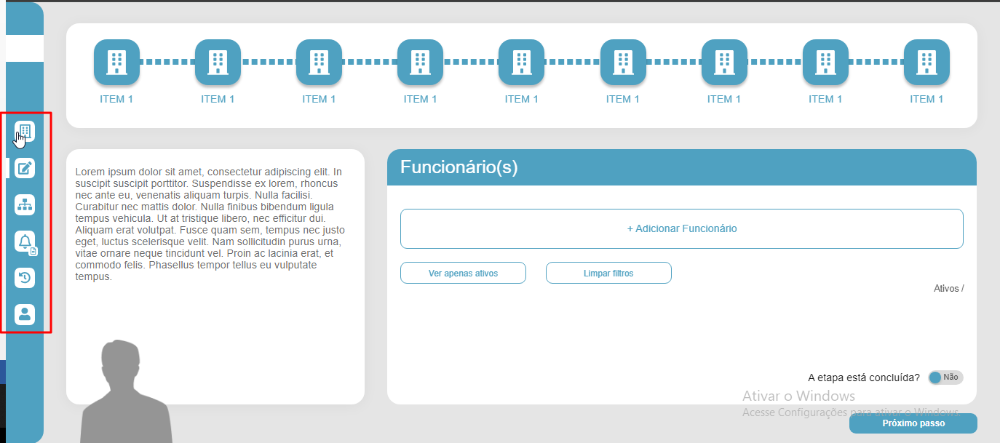 ITEM 1 ITEM 1 ITEM 1 ITEM 1 ITEM 1 ITEM 1 ITEM 1 ITEM 1 ITEM 1
Lorem ipsum dolor sit amet, consectetur adipiscing elit. In
suscipit suscipit porttitor. Suspendisse ex lorem, rhoncus
nec ante eu, venenatis aliquam turpis. Nulla facilisi.
Curabitur nec mattis dolor. Nulla finibus bibendum ligula
tempus vehicula. Ut at tristique libero, nec efficitur dui.
Aliquam erat volutpat. Fusce quam sem, tempus nec justo
eget, luctus scelerisque velit. Nam sollicitudin purus urna,
vitae ornare neque tincidunt vel. Proin ac lacinia erat, et
commodo felis. Phasellus tempor tellus eu vulputate
tempus.
Funcionário(s)
+ Adicionar Funcionário
Ver apenas ativos Limpar filtros
Ativos /
A etapa está concluída? Não
Ativar o Windows
Acesse Configurações para ativar o Windows.
Próximo passo